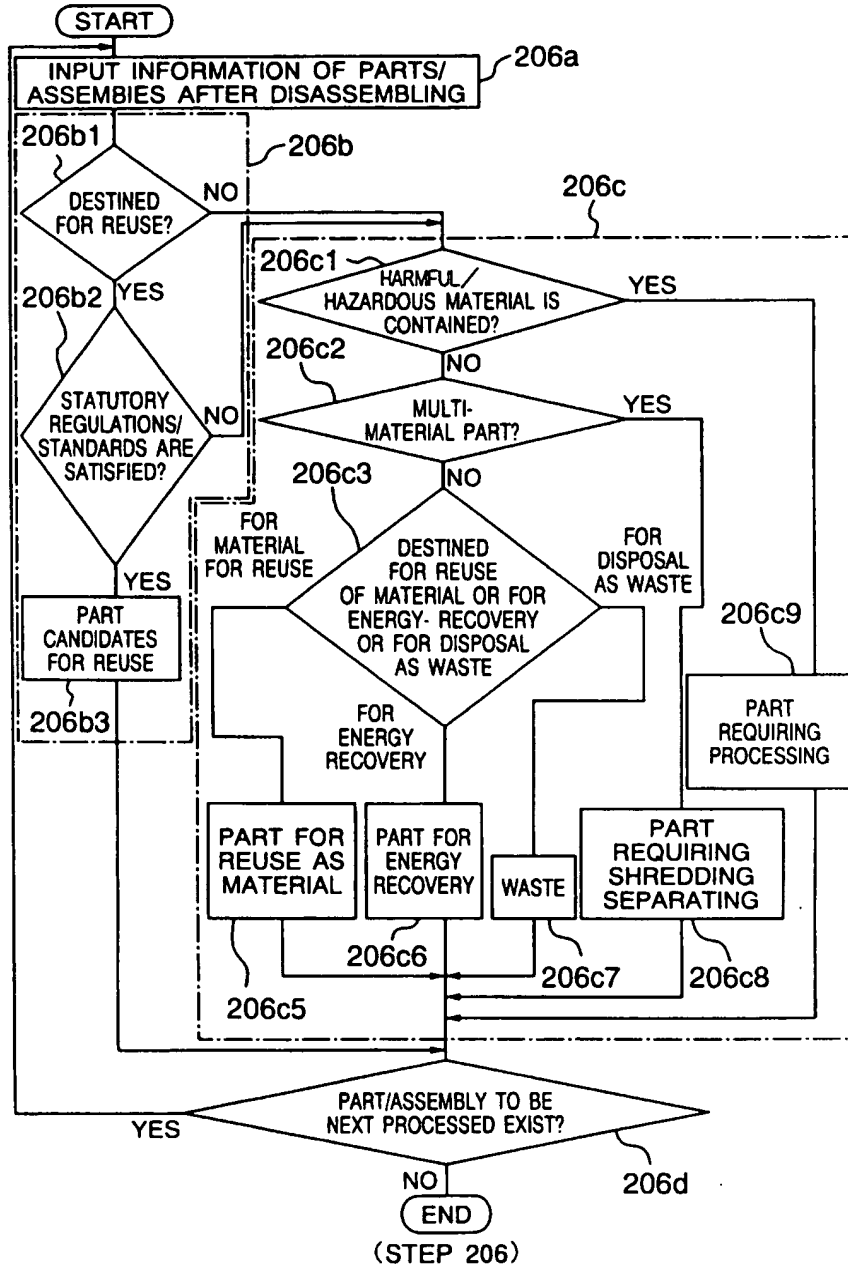 START
206a
INPUT INFORMATION OF PARTS/
ASSEMBIES AFTER DISASSEMBLING
206b1
206b
DESTINED
FOR REUSE?
NO
YES
206b2
STATUTORY
REGULATIONS/
STANDARDS ARE
SATISFIED?
NO
YES
PART
CANDIDATES
FOR REUSE
206b3
206c
206c1
HARMFUL/
HAZARDOUS MATERIAL IS
CONTAINED?
YES
NO
206c2
MULTI-
MATERIAL PART?
YES
NO
206c3
FOR
MATERIAL
FOR REUSE
DESTINED
FOR REUSE
OF MATERIAL OR FOR
ENERGY- RECOVERY
OR FOR DISPOSAL
AS WASTE
FOR
DISPOSAL
AS WASTE
FOR
ENERGY
RECOVERY
206c9
PART
REQUIRING
PROCESSING
PART FOR
REUSE AS
MATERIAL
PART FOR
ENERGY
RECOVERY
WASTE
PART
REQUIRING
SHREDDING
SEPARATING
206c5
206c6
206c7
206c8
PART/ASSEMBLY TO BE
NEXT PROCESSED EXIST?
YES
206d
NO
END
(STEP 206)